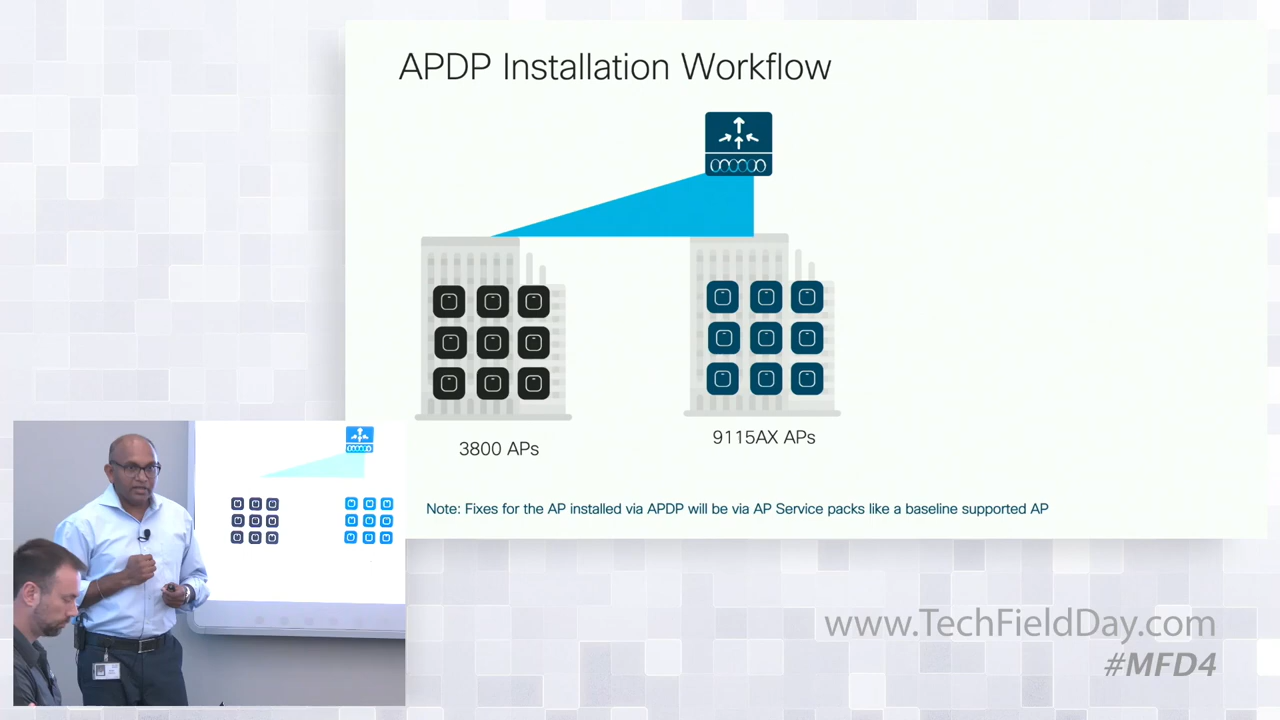 APDP Installation Workflow
3800 APs
9115AX APs
Note: Fixes for the AP installed via APDP will be via AP Service packs like a baseline supported AP
www.TechFieldDay.com
#MFD4